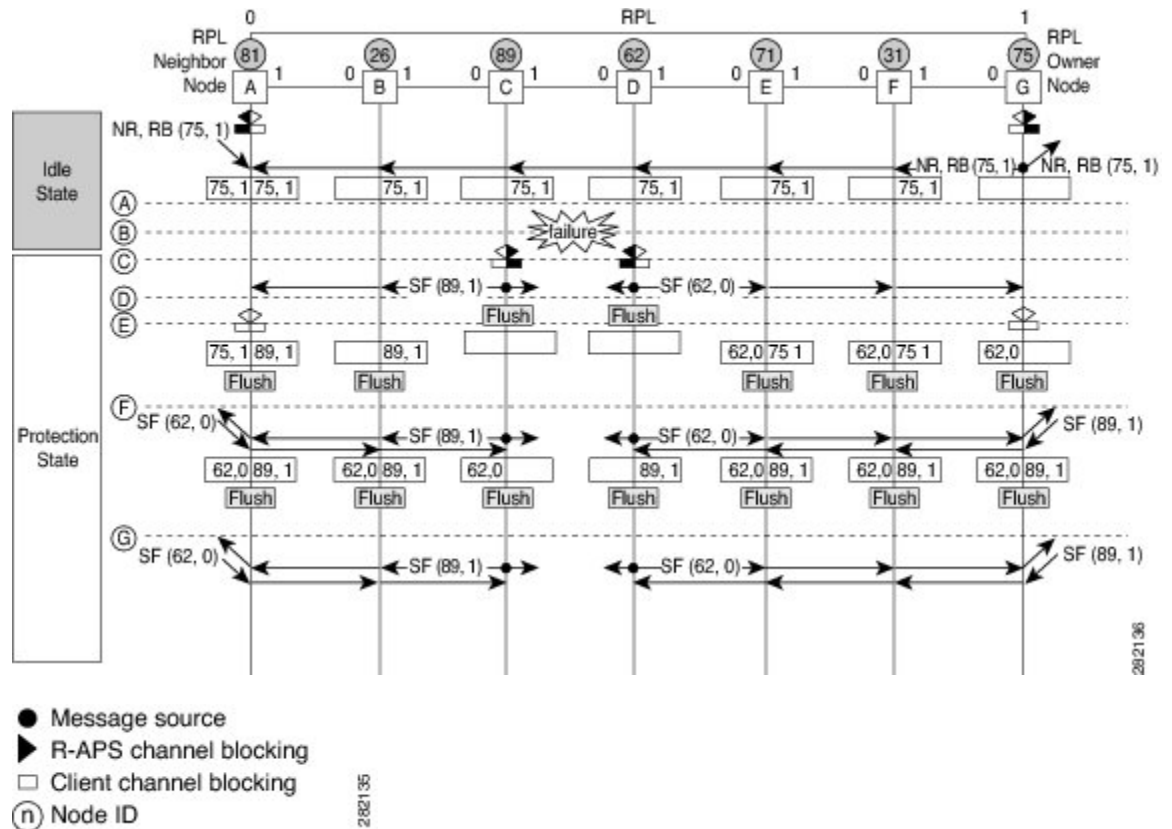 0 RPL 1
RPL Neighbor Node
81 26 89 62 71 31 75
RPL Owner Node
A 1 0 B 1 0 C 1 0 D 1 0 E 1 0 F 1 0 G
Idle State
NR, RB (75, 1)
NR, RB (75, 1)
NR, RB (75, 1)
75, 1 75, 1
75, 1
75, 1
75, 1
75, 1
75, 1
A
B
failure
C
Protection State
SF (89, 1)
SF (62, 0)
D
Flush
Flush
E
75, 1 89, 1
89, 1
62,0 75 1
62,0 75 1
62,0
Flush
Flush
Flush
Flush
Flush
F
SF (62, 0)
SF (89, 1)
SF (62, 0)
SF (89, 1)
62,0 89, 1
62,0 89, 1
62,0
89, 1
62,0 89, 1
62,0 89, 1
62,0 89, 1
Flush
Flush
Flush
Flush
Flush
Flush
Flush
G
SF (62, 0)
SF (89, 1)
SF (62, 0)
SF (89, 1)
282136
Message source
R-APS channel blocking
Client channel blocking
n Node ID
282135